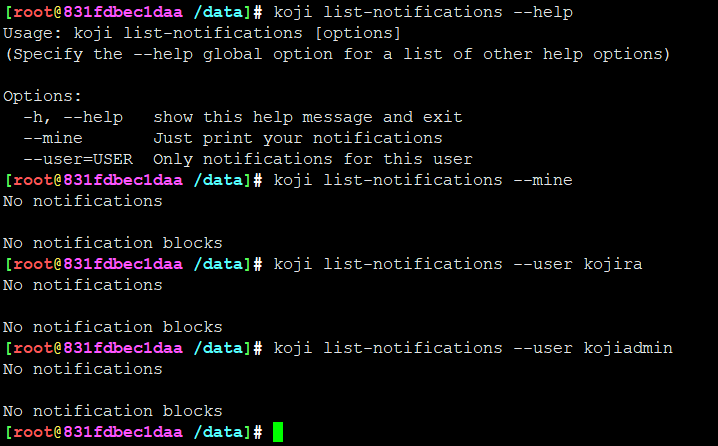 [root@831fdbec1daa /data]# koji list-notifications --help
Usage: koji list-notifications [options]
(Specify the --help global option for a list of other help options)

Options:
  -h, --help   show this help message and exit
  --mine       Just print your notifications
  --user=USER  Only notifications for this user
[root@831fdbec1daa /data]# koji list-notifications --mine
No notifications

No notification blocks
[root@831fdbec1daa /data]# koji list-notifications --user kojira
No notifications

No notification blocks
[root@831fdbec1daa /data]# koji list-notifications --user kojiadmin
No notifications

No notification blocks
[root@831fdbec1daa /data]#